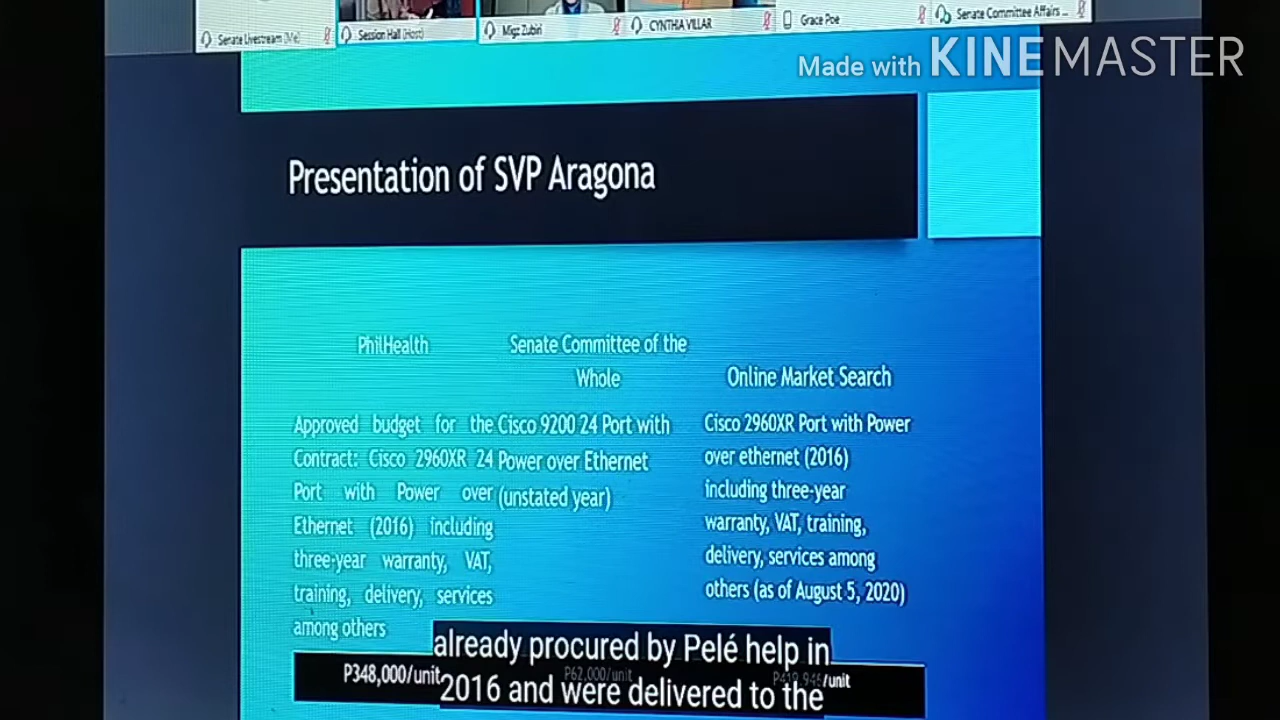 Senate Livestream (Me)
Session Hall (Host)
Migz Zubiri
CYNTHIA VILLAR
Grace Poe
Senate Committee Affairs ...
Made with KINEMASTER
Presentation of SVP Aragona
PhilHealth
Approved budget for the
Contract: Cisco 2960XR 24
Port with Power over
Ethernet (2016) including
three-year warranty, VAT,
training, delivery, services
among others
P348,000/unit
Senate Committee of the
Whole
Cisco 9200 24 Port with
Power over Ethernet
(unstated year)
P62,000/unit
Online Market Search
Cisco 2960XR Port with Power
over ethernet (2016)
including three-year
warranty, VAT, training,
delivery, services among
others (as of August 5, 2020)
/unit
already procured by Pelé help in
2016 and were delivered to the